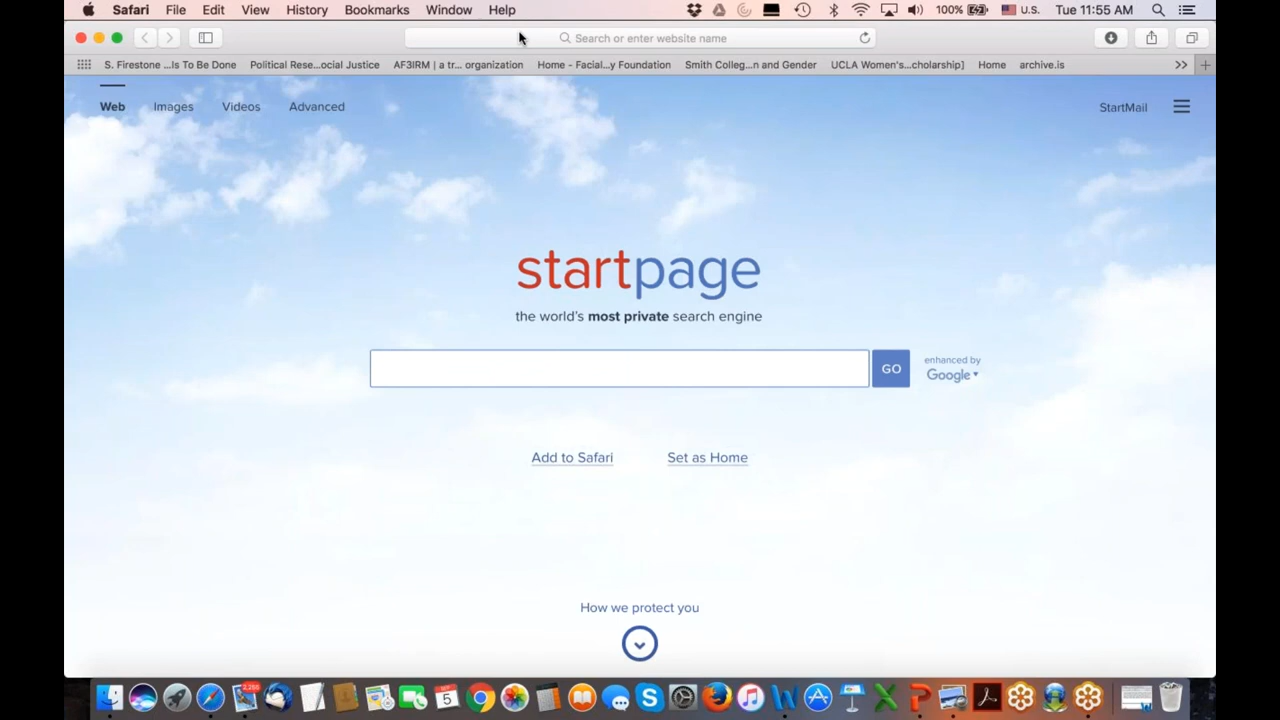 Safari File Edit View History Bookmarks Window Help 100% U.S. Tue 11:55 AM
Search or enter website name
S. Firestone ...Is To Be Done Political Rese...ocial Justice AF3IRM | a tr... organization Home - Facial...y Foundation Smith Colleg...n and Gender UCLA Women's...cholarship] Home archive.is >> +
Web Images Videos Advanced StartMail
startpage
the world's most private search engine
GO
enhanced by
Google
Add to Safari Set as Home
How we protect you
SEP
5